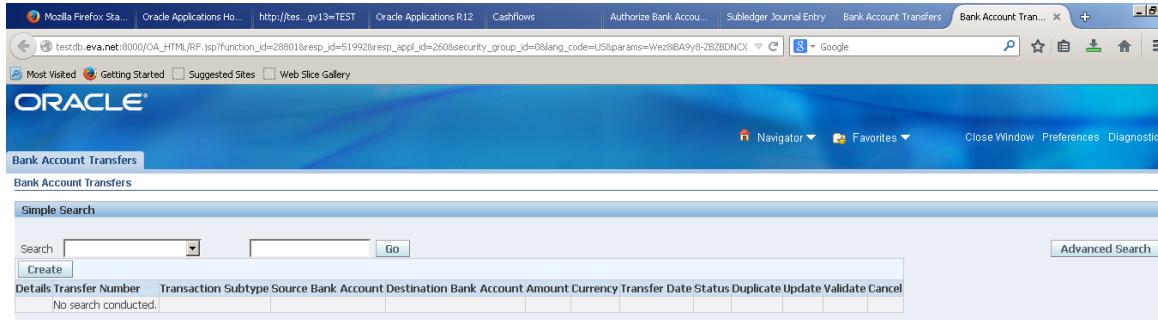 Mozilla Firefox Sta... Oracle Applications Ho... http://tes...gv13=TEST Oracle Applications R12 Cashflows Authorize Bank Accou... Subledger Journal Entry Bank Account Transfers Bank Account Tran... ×
testdb.eva.net:8000/OA_HTML/RF.jsp?function_id=28801&resp_id=51992&resp_appl_id=260&security_group_id=0&lang_code=US&params=Wez8iBA9y8-ZBZBDNCX Google
Most Visited Getting Started Suggested Sites Web Slice Gallery
ORACLE®
Navigator Favorites Close Window Preferences Diagnostic
Bank Account Transfers
Bank Account Transfers
Simple Search
Search Go Advanced Search
Create
Details Transfer Number Transaction Subtype Source Bank Account Destination Bank Account Amount Currency Transfer Date Status Duplicate Update Validate Cancel
No search conducted.